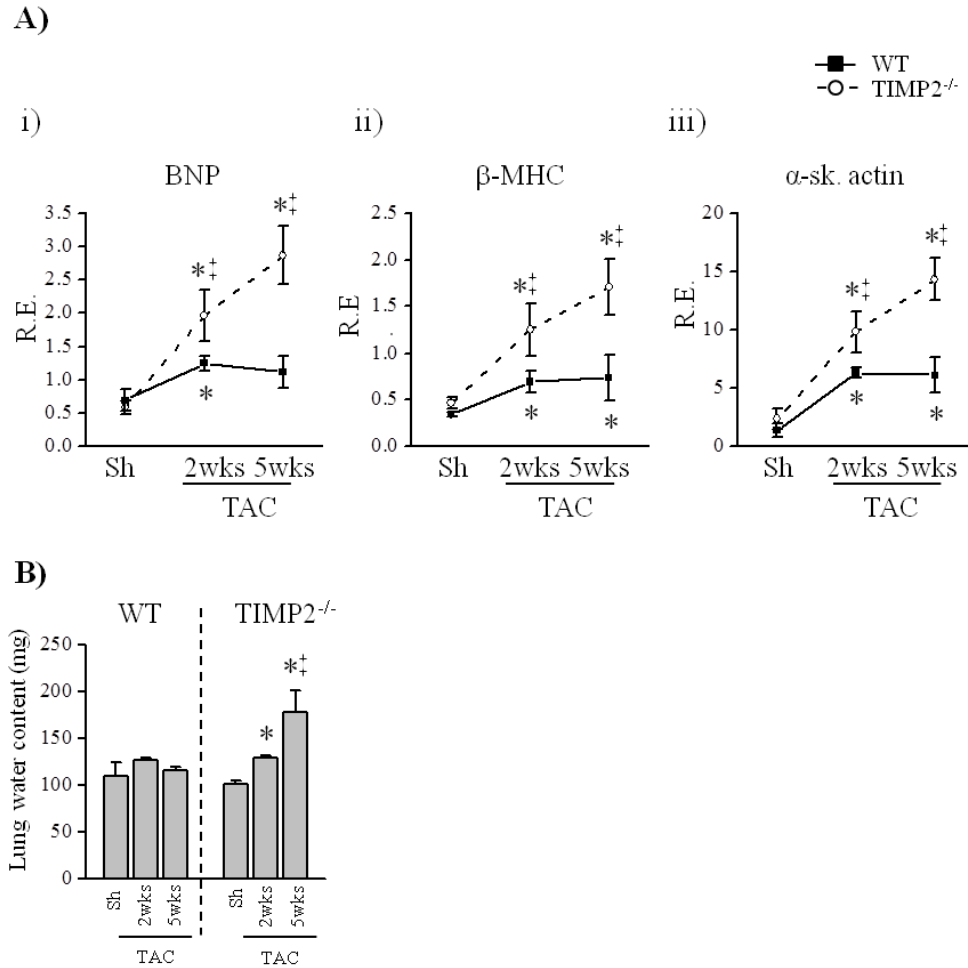 A)
WT
TIMP2-/-
i)
ii)
iii)
BNP
β-MHC
α-sk. actin
*‡
*‡
*‡
*‡
*‡
*‡
3.5
3.0
2.5
2.0
1.5
1.0
0.5
0.0
R.E.
*
Sh 2wks 5wks
TAC
2.5
2.0
1.5
1.0
0.5
0.0
R.E
*
*
Sh 2wks 5wks
TAC
20
15
10
5
0
R.E.
*
*
Sh 2wks 5wks
TAC
B)
WT
TIMP2-/-
Lung water content (mg)
250
200
150
100
50
0
*
*‡
Sh 2wks 5wks
TAC
Sh 2wks 5wks
TAC